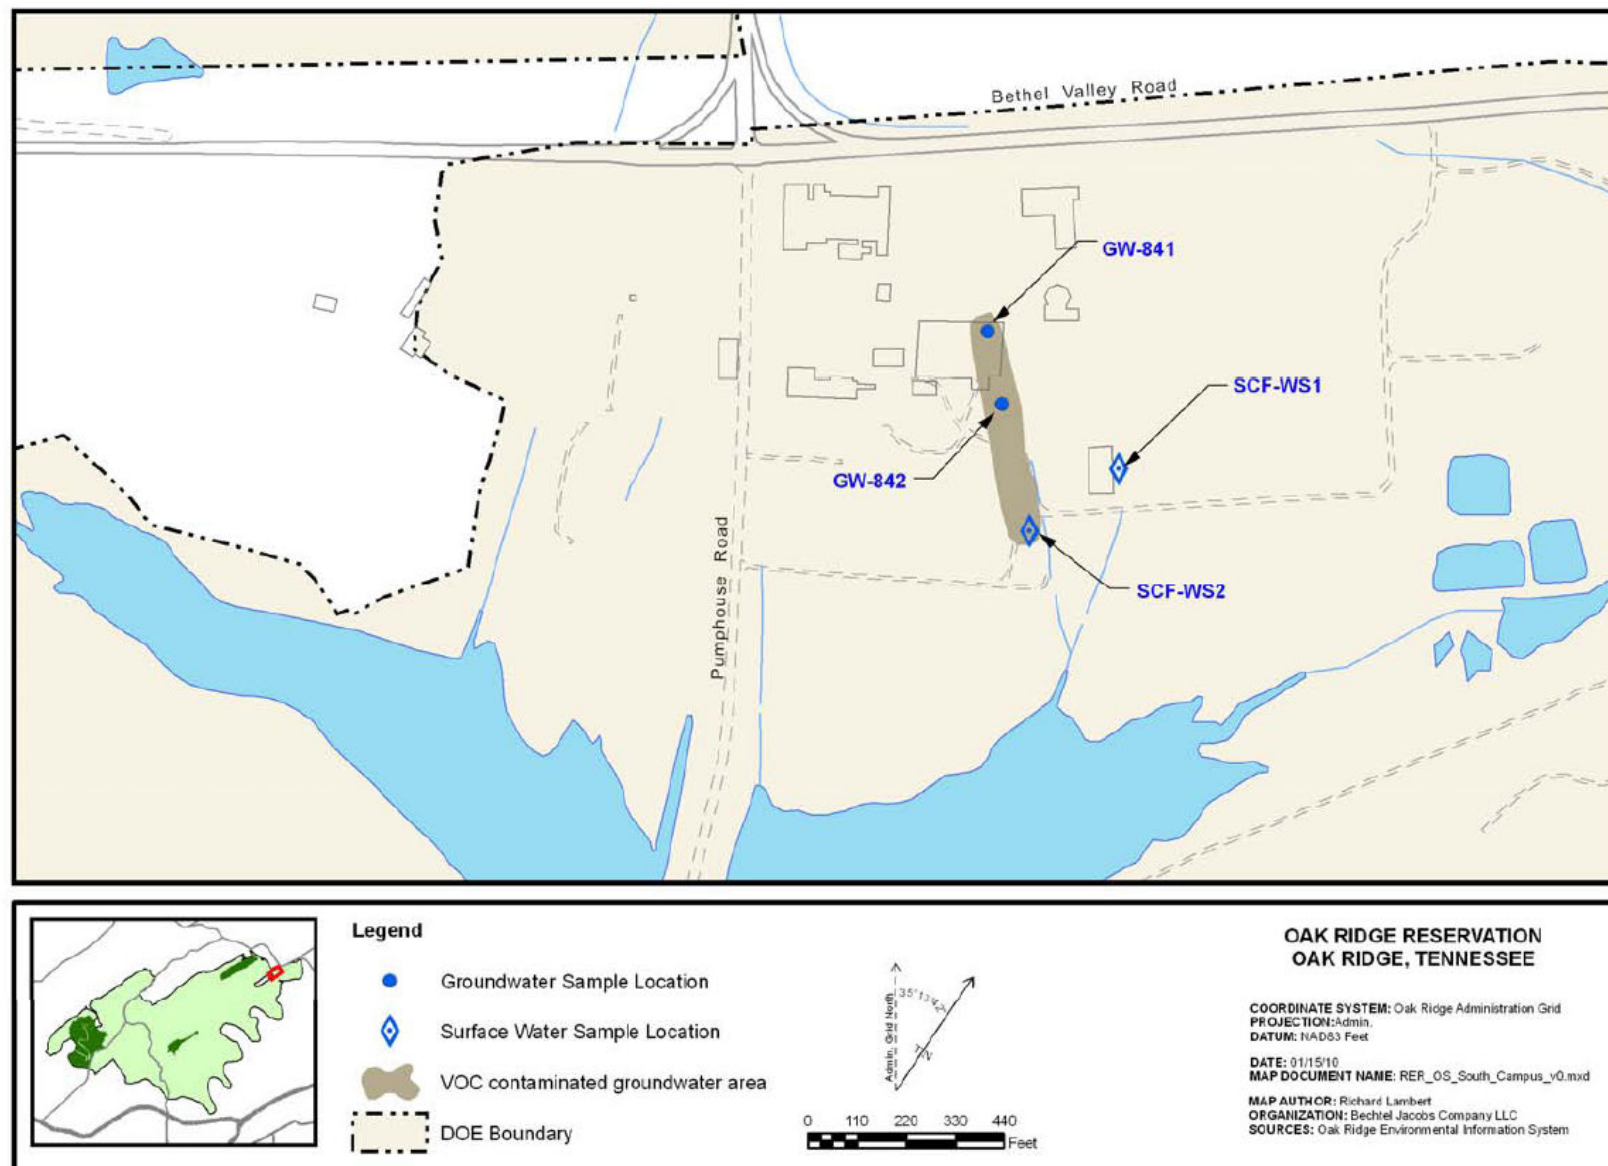 Bethel Valley Road
GW-841
SCF-WS1
GW-842
SCF-WS2
Pumphouse Road
Legend
Groundwater Sample Location
Surface Water Sample Location
VOC contaminated groundwater area
DOE Boundary
Admin. Grid North
TN
0 110 220 330 440
Feet
OAK RIDGE RESERVATION
OAK RIDGE, TENNESSEE
COORDINATE SYSTEM: Oak Ridge Administration Grid
PROJECTION:Admin.
DATUM: NAD83 Feet
DATE: 01/15/10
MAP DOCUMENT NAME: RER_OS_South_Campus_v0.mxd
MAP AUTHOR: Richard Lambert
ORGANIZATION: Bechtel Jacobs Company LLC
SOURCES: Oak Ridge Environmental Information System